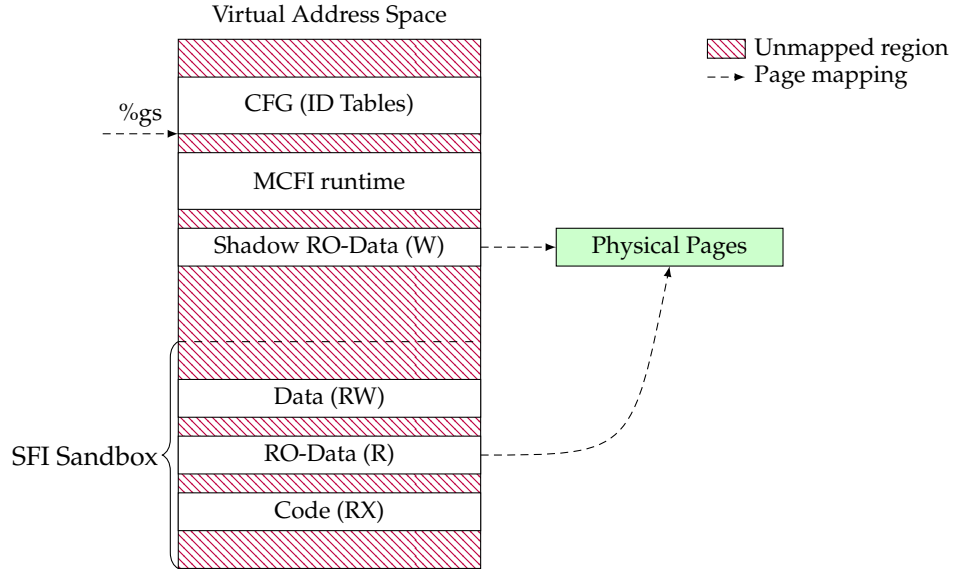 Virtual Address Space
Unmapped region
Page mapping
CFG (ID Tables)
%gs
MCFI runtime
Shadow RO-Data (W)
Physical Pages
Data (RW)
SFI Sandbox
RO-Data (R)
Code (RX)